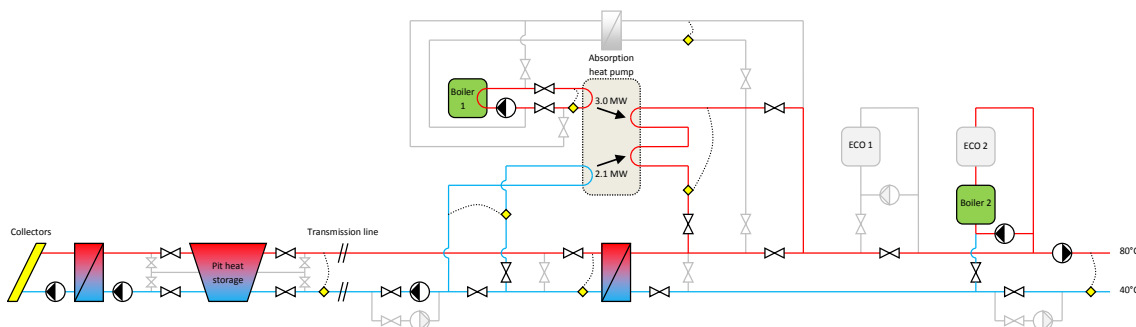 Absorption
heat pump
Boiler
1
3.0 MW
2.1 MW
ECO 1
ECO 2
Boiler 2
Collectors
Pit heat
storage
Transmission line
80°C
40°C